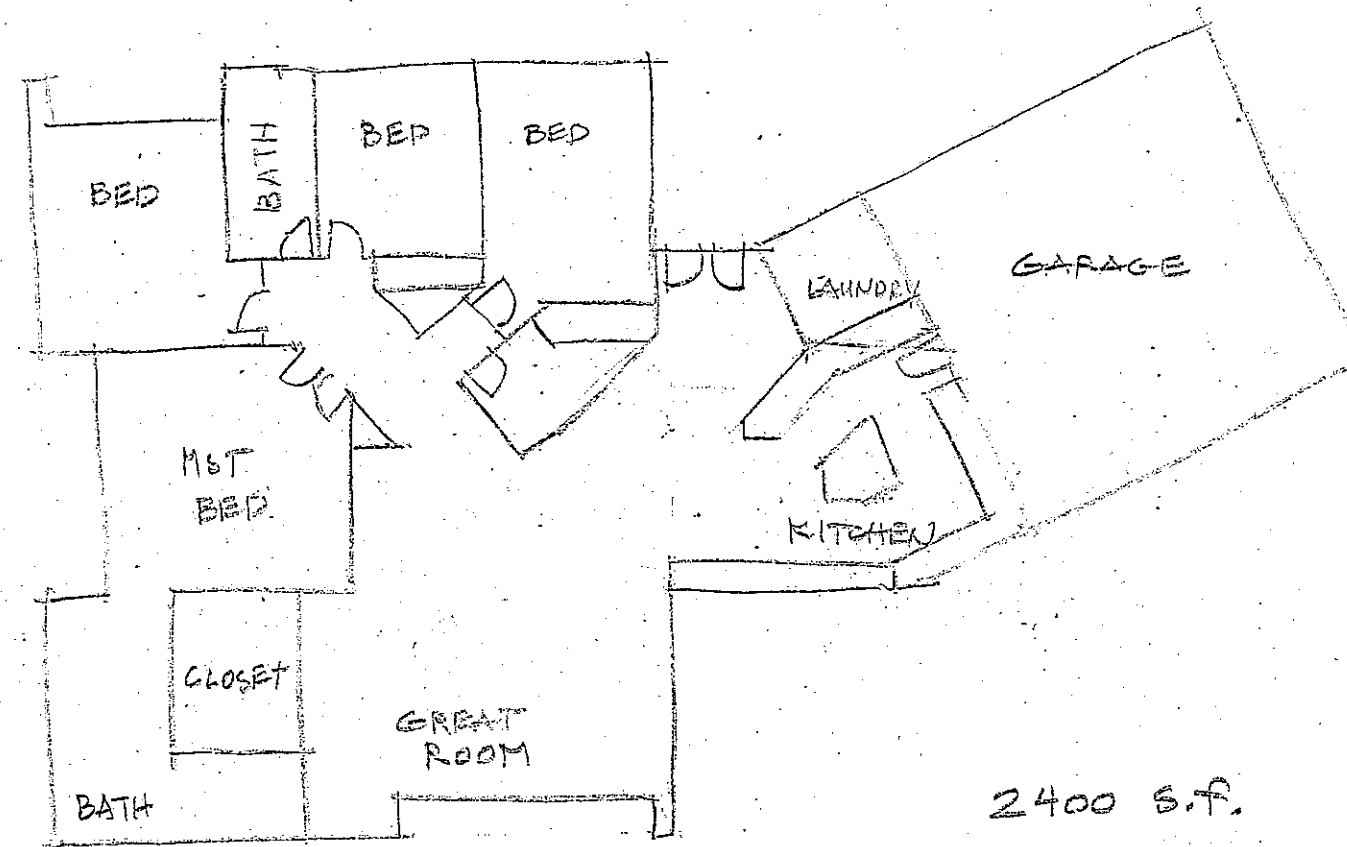 BED
BATH
BED
BED
LAUNDRY
GARAGE
MST
BED.
KITCHEN
CLOSET
GREAT
ROOM
BATH
2400 s.f.